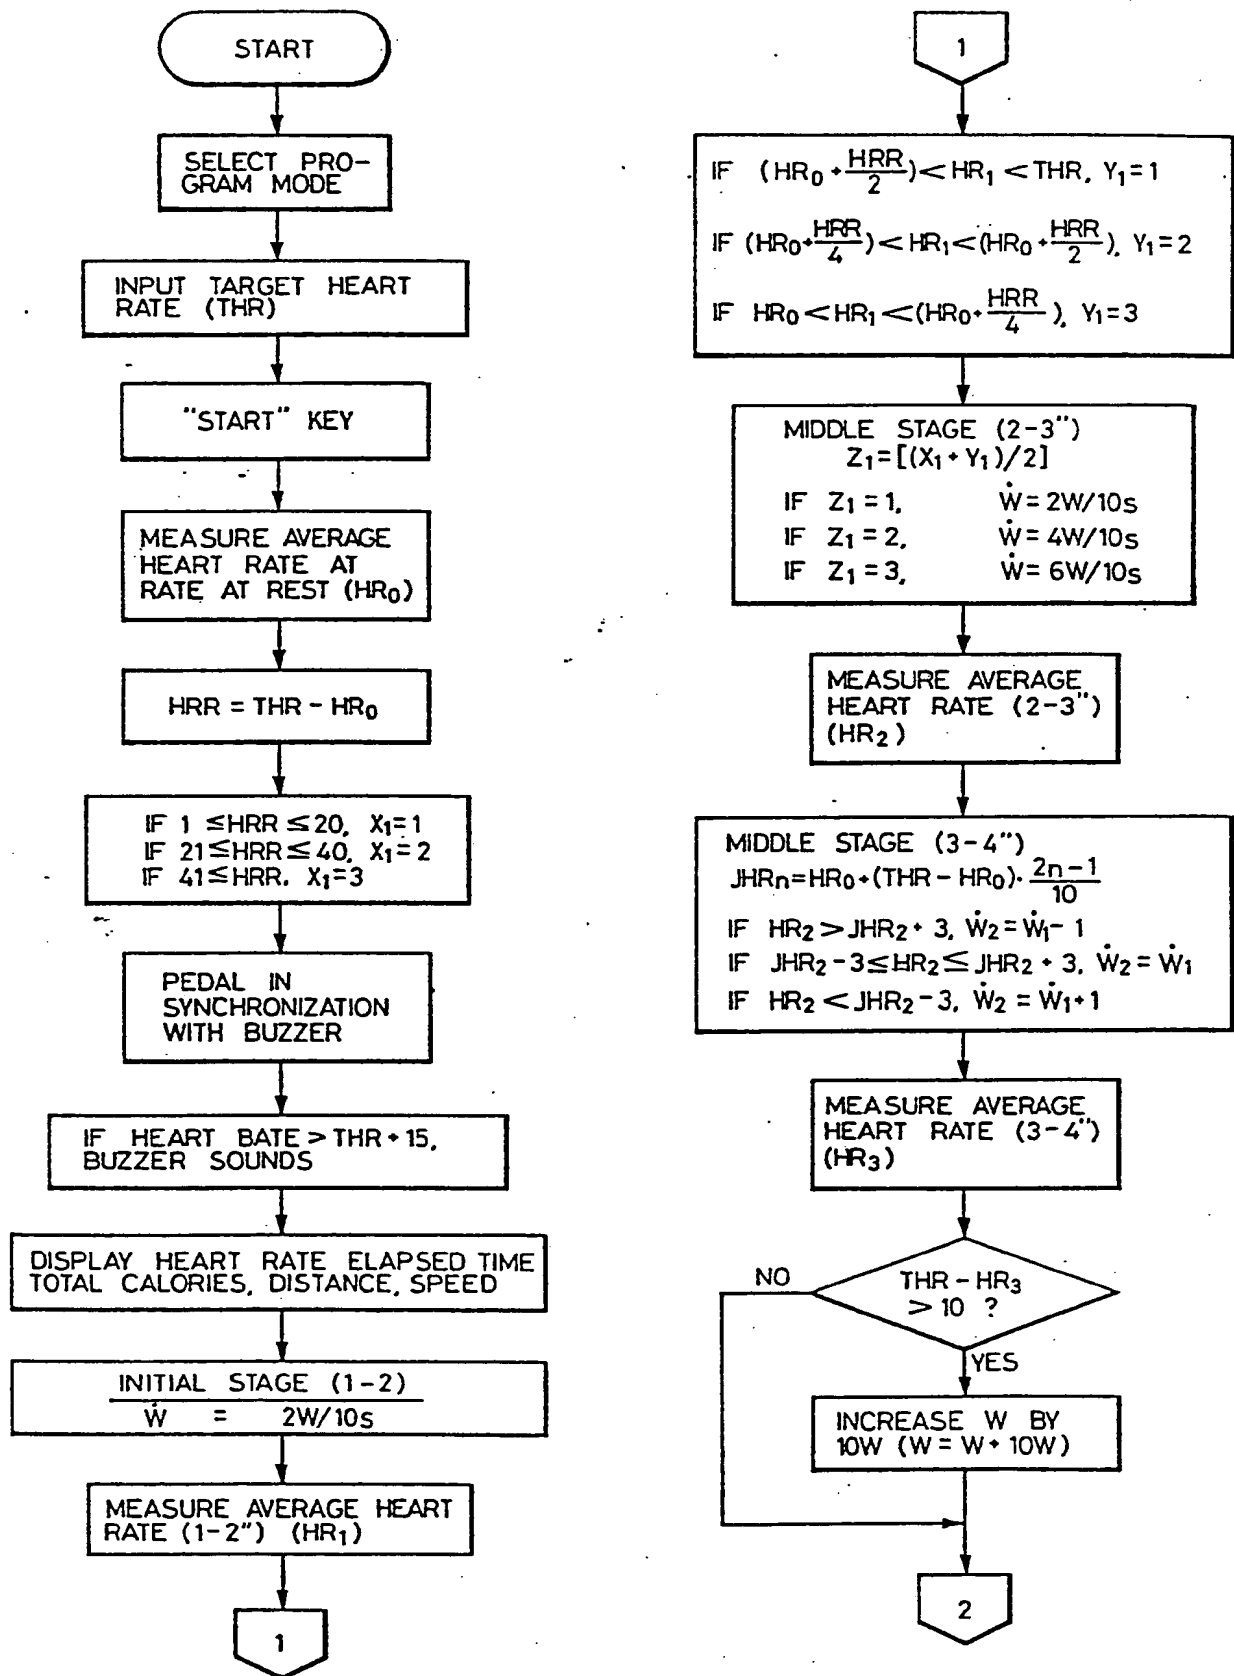 START
SELECT PRO-
GRAM MODE
INPUT TARGET HEART
RATE (THR)
"START" KEY
MEASURE AVERAGE
HEART RATE AT
RATE AT REST (HR₀)
HRR = THR - HR₀
IF 1 ≤ HRR ≤ 20, X₁=1
IF 21 ≤ HRR ≤ 40, X₁=2
IF 41 ≤ HRR. X₁=3
PEDAL IN
SYNCHRONIZATION
WITH BUZZER
IF HEART BATE > THR + 15,
BUZZER SOUNDS
DISPLAY HEART RATE ELAPSED TIME
TOTAL CALORIES, DISTANCE, SPEED
INITIAL STAGE (1-2)
Ẇ = 2W/10s
MEASURE AVERAGE HEART
RATE (1-2") (HR₁)
1
1
IF (HR₀ + HRR/2) < HR₁ < THR, Y₁=1
IF (HR₀ + HRR/4) < HR₁ < (HR₀ + HRR/2), Y₁=2
IF HR₀ < HR₁ < (HR₀ + HRR/4), Y₁=3
MIDDLE STAGE (2-3")
Z₁=[(X₁ + Y₁)/2]
IF Z₁ = 1, Ẇ = 2W/10s
IF Z₁ = 2, Ẇ = 4W/10s
IF Z₁ = 3, Ẇ = 6W/10s
MEASURE AVERAGE
HEART RATE (2-3")
(HR₂)
MIDDLE STAGE (3-4")
JHRn = HR₀ + (THR - HR₀) · 2n-1/10
IF HR₂ > JHR₂ + 3, Ẇ₂ = Ẇ₁ - 1
IF JHR₂ - 3 ≤ HR₂ ≤ JHR₂ + 3, Ẇ₂ = Ẇ₁
IF HR₂ < JHR₂ - 3, Ẇ₂ = Ẇ₁ + 1
MEASURE AVERAGE
HEART RATE (3-4")
(HR₃)
THR - HR₃
> 10 ?
NO
YES
INCREASE W BY
10W (W = W + 10W)
2